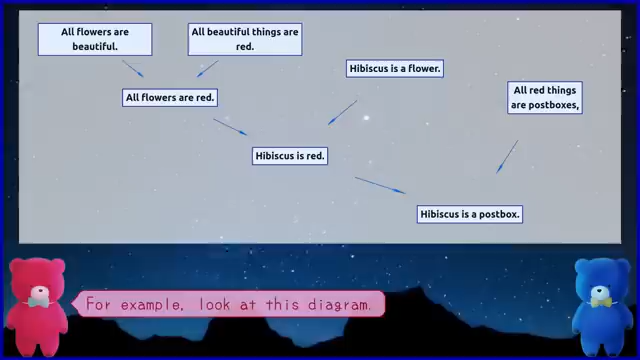 All flowers are
beautiful.
All beautiful things are
red.
Hibiscus is a flower.
All flowers are red.
All red things
are postboxes,
Hibiscus is red.
Hibiscus is a postbox.
For example, look at this diagram.